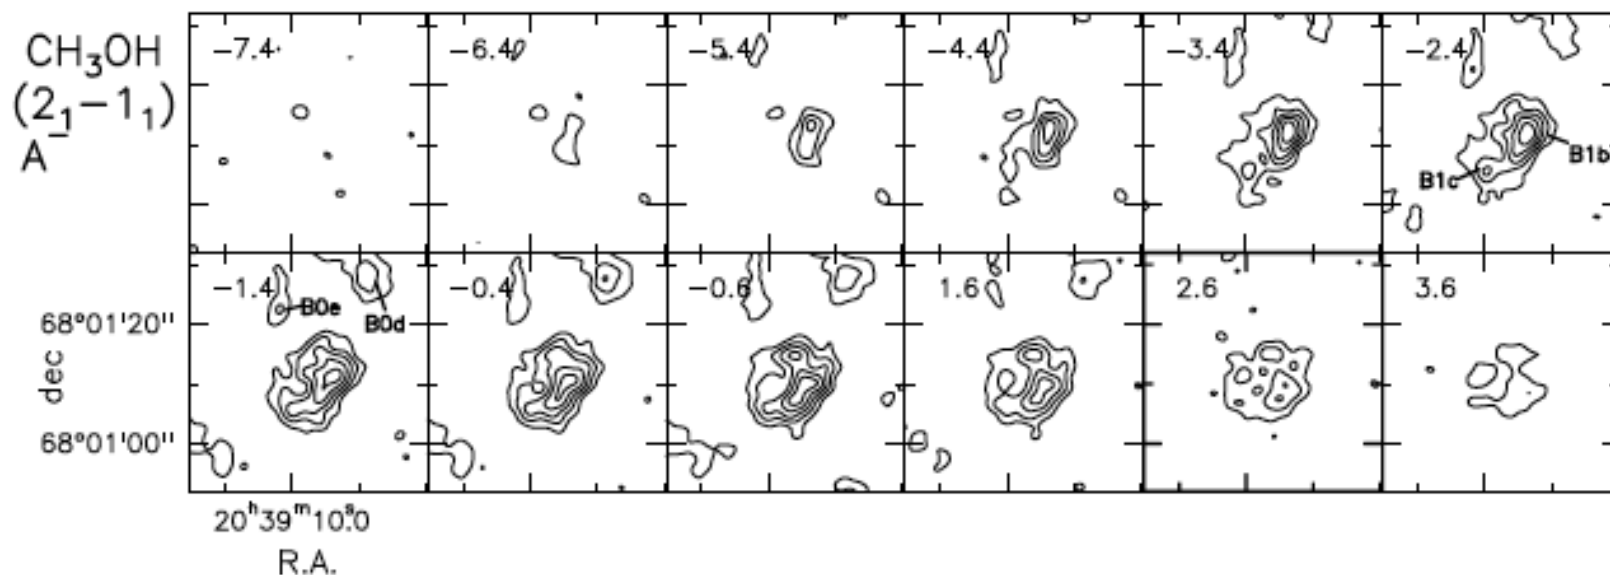 CH₃OH
(2₁−1₁)
A⁻
−7.4
−6.4
−5.4
−4.4
−3.4
−2.4
B1b
B1c
−1.4
B0e
B0d
−0.4
−0.6
1.6
2.6
3.6
68°01'20"
dec
68°01'00"
20ʰ39ᵐ10ˢ.0
R.A.